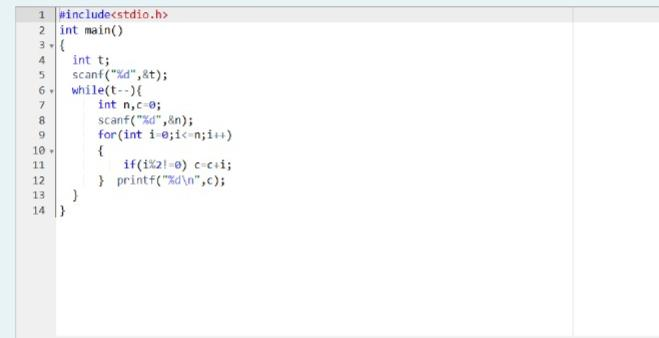 1 #include<stdio.h>
2 int main()
3 {
4 int t;
5 scanf("%d",&t);
6 while(t--){
7 int n,c=0;
8 scanf("%d",&n);
9 for(int i=0;i<=n;i++)
10 {
11 if(i%2!=0) c=c+i;
12 } printf("%d\n",c);
13 }
14 }